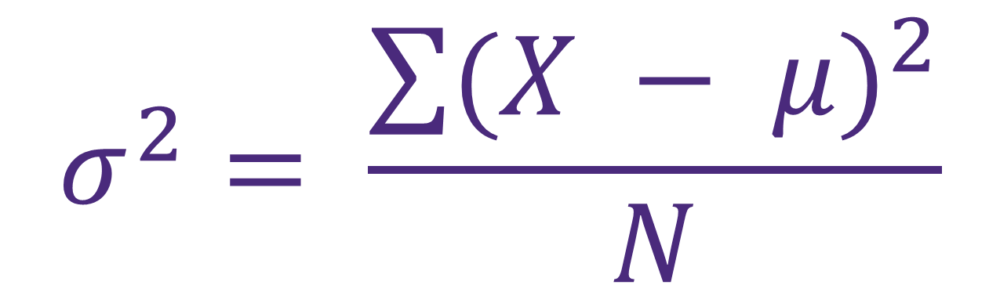 σ² = ∑(X − μ)² / N